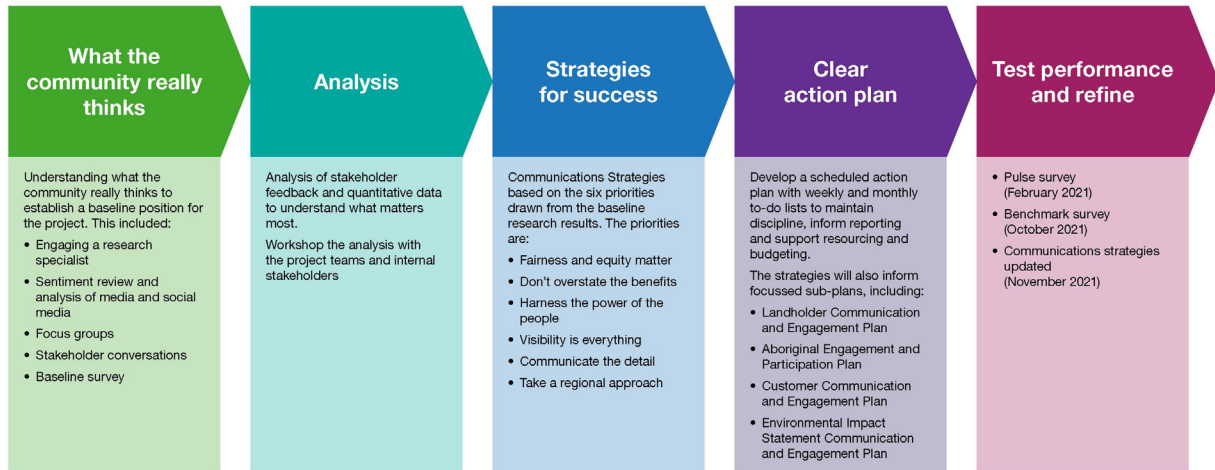 What the
community really
thinks
Understanding what the
community really thinks to
establish a baseline position for
the project. This included:
• Engaging a research
specialist
• Sentiment review and
analysis of media and social
media
• Focus groups
• Stakeholder conversations
• Baseline survey
Analysis
Analysis of stakeholder
feedback and quantitative data
to understand what matters
most.
Workshop the analysis with
the project teams and internal
stakeholders
Strategies
for success
Communications Strategies
based on the six priorities
drawn from the baseline
research results. The priorities
are:
• Fairness and equity matter
• Don’t overstate the benefits
• Harness the power of the
people
• Visibility is everything
• Communicate the detail
• Take a regional approach
Clear
action plan
Develop a scheduled action
plan with weekly and monthly
to-do lists to maintain
discipline, inform reporting
and support resourcing and
budgeting.
The strategies will also inform
focussed sub-plans, including:
• Landholder Communication
and Engagement Plan
• Aboriginal Engagement and
Participation Plan
• Customer Communication
and Engagement Plan
• Environmental Impact
Statement Communication
and Engagement Plan
Test performance
and refine
• Pulse survey
(February 2021)
• Benchmark survey
(October 2021)
• Communications strategies
updated
(November 2021)